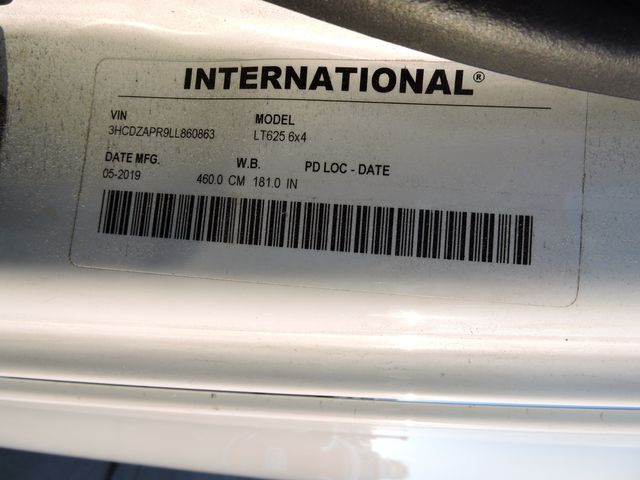 INTERNATIONAL®
VIN MODEL
3HCDZAPR9LL860863 LT625 6x4
DATE MFG. W.B. PD LOC - DATE
05-2019 460.0 CM 181.0 IN